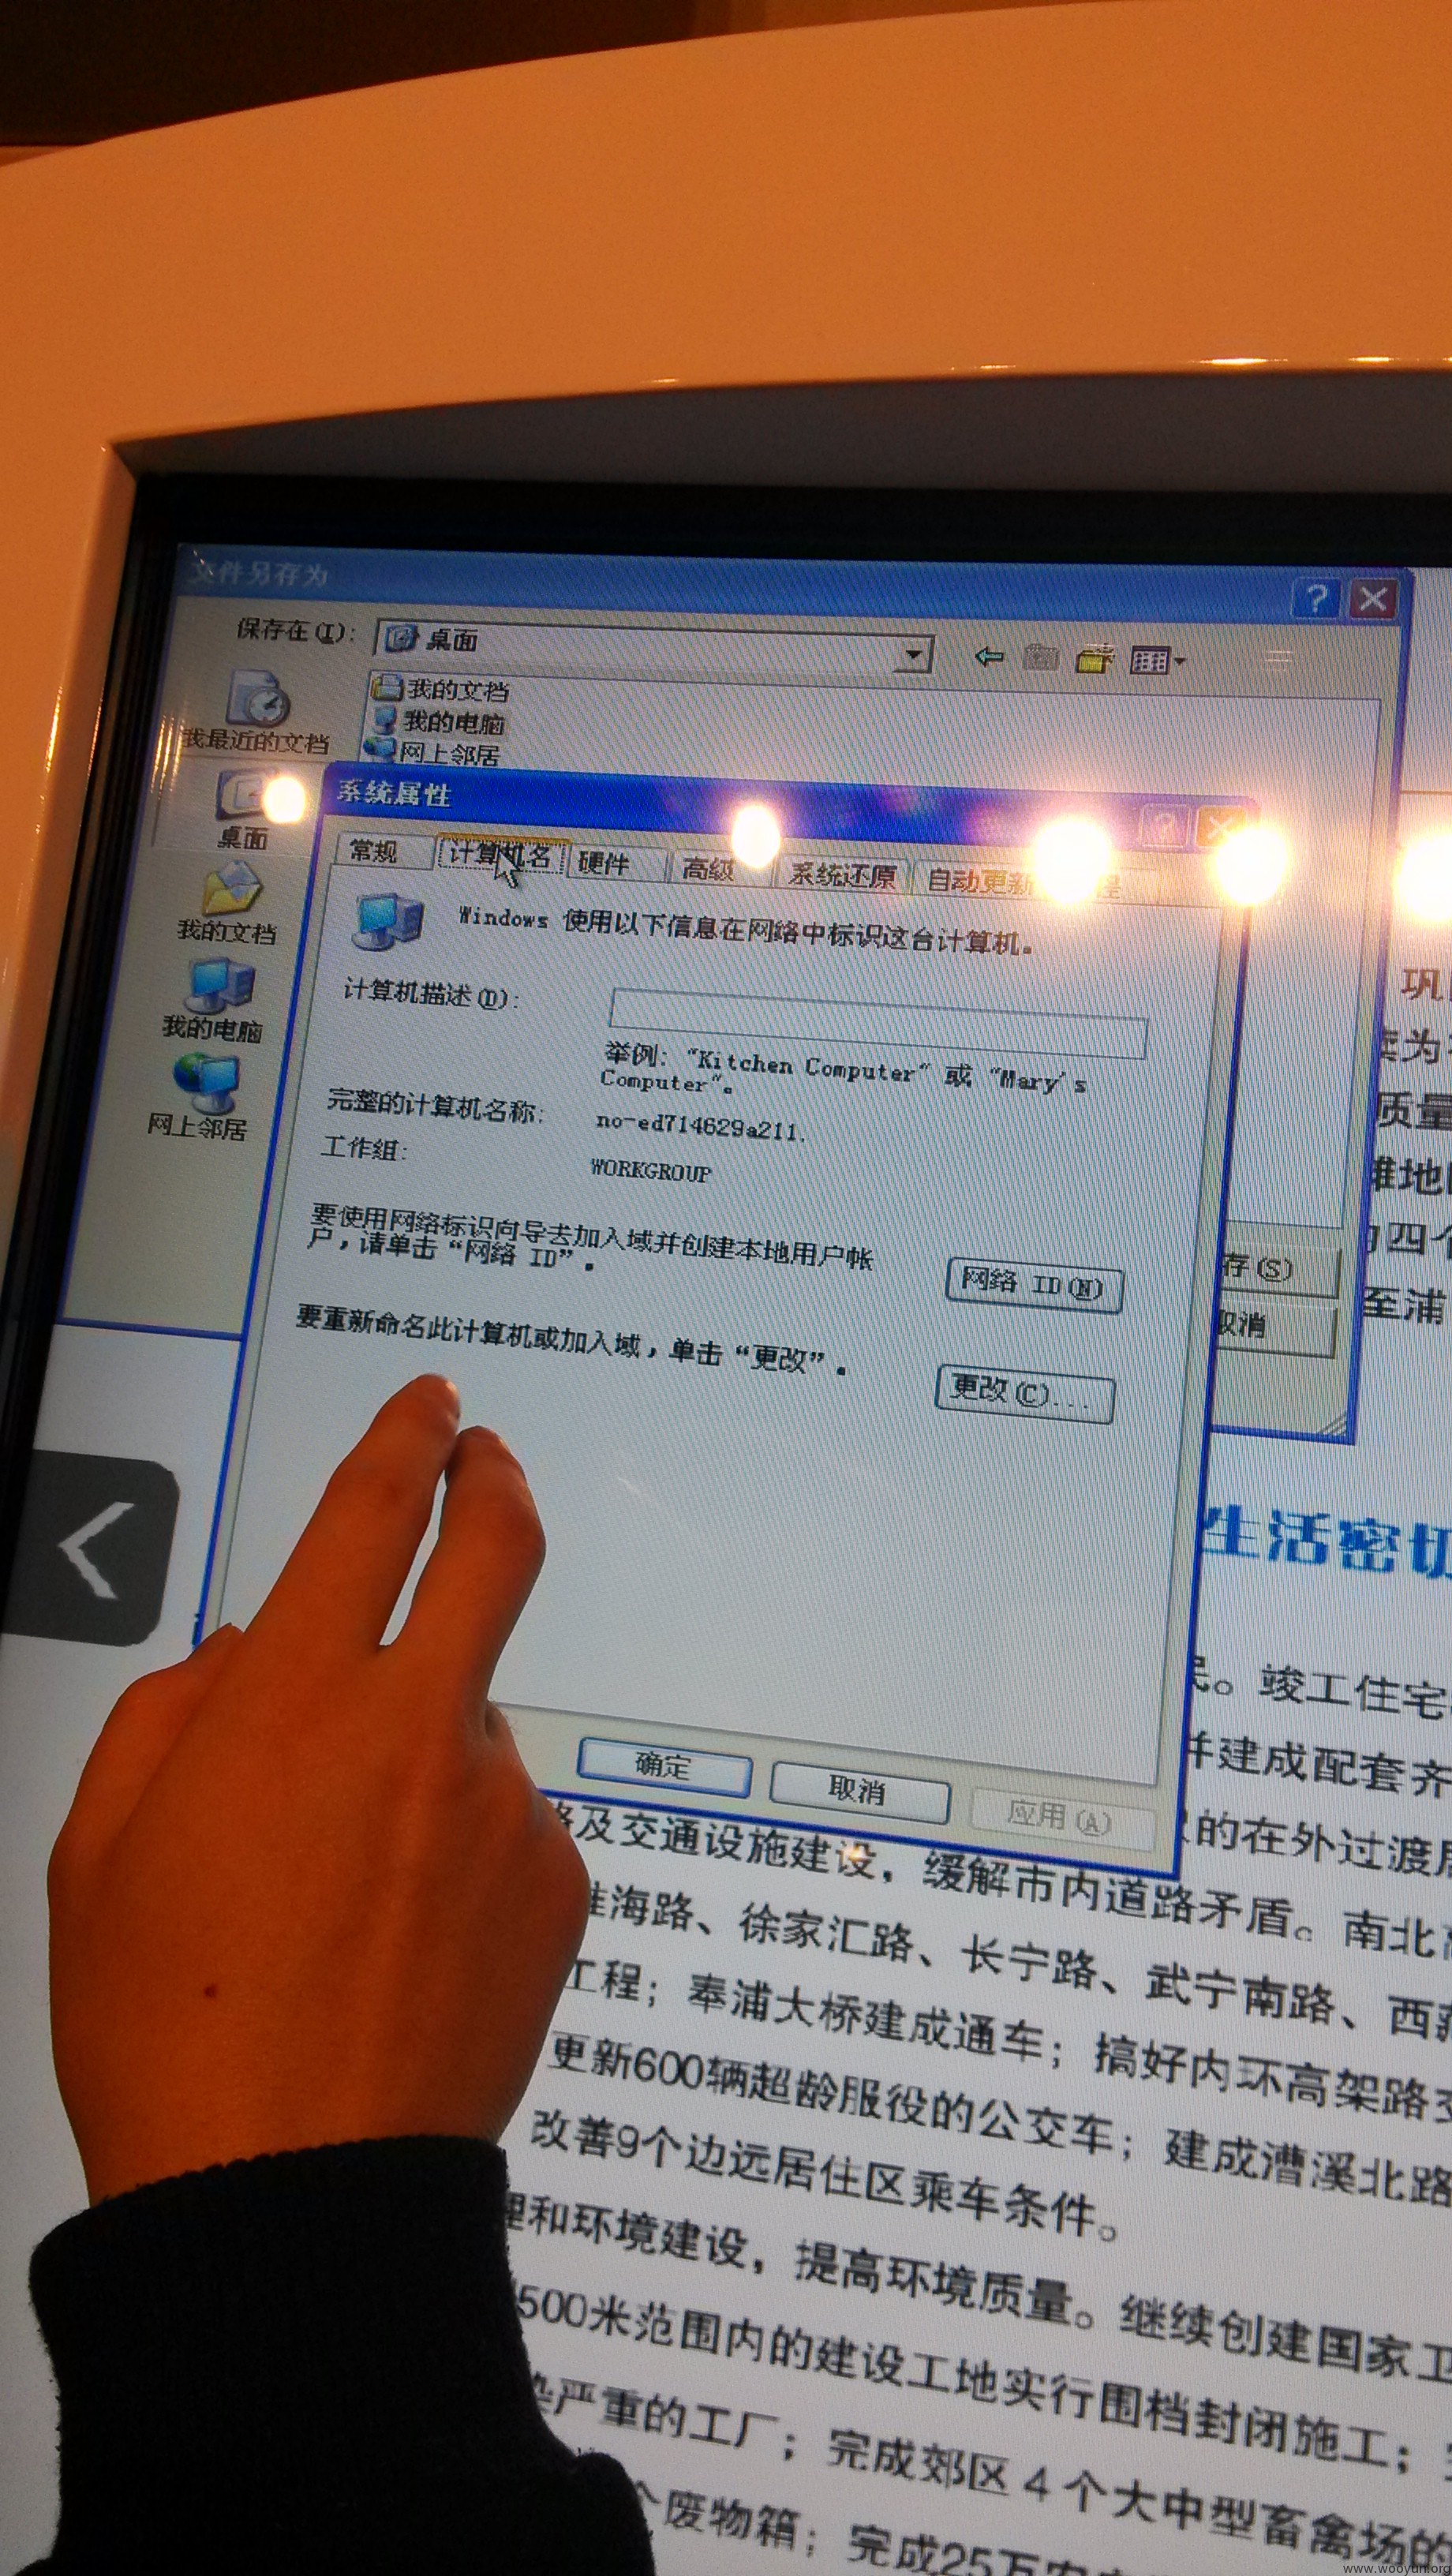 文件另存为
保存在(I):
桌面
我的文档
我的电脑
网上邻居
我最近的文档
桌面
我的文档
我的电脑
网上邻居
系统属性
常规
计算机名
硬件
高级
系统还原
自动更新
程
Windows 使用以下信息在网络中标识这台计算机。
计算机描述(D):
举例: "Kitchen Computer" 或 "Mary's
Computer"。
完整的计算机名称:
no-ed714629a211.
工作组:
WORKGROUP
要使用网络标识向导去加入域并创建本地用户帐
户，请单击“网络 ID”。
网络 ID(N)
要重新命名此计算机或加入域，单击“更改”。
更改(C)...
确定
取消
应用(A)
存(S)
取消
巩
为
质量
地
四个
至浦
生活密切
。竣工住宅
并建成配套齐
的在外过渡
及交通设施建设，缓解市内道路矛盾。南北
淮海路、徐家汇路、长宁路、武宁南路、西藏
工程；奉浦大桥建成通车；搞好内环高架路
更新600辆超龄服役的公交车；建成漕溪北路
改善9个边远居住区乘车条件。
理和环境建设，提高环境质量。继续创建国家卫
500米范围内的建设工地实行围档封闭施工；
染严重的工厂；完成郊区4个大中型畜禽场的
个废物箱；完成25万
www.wooyun.org